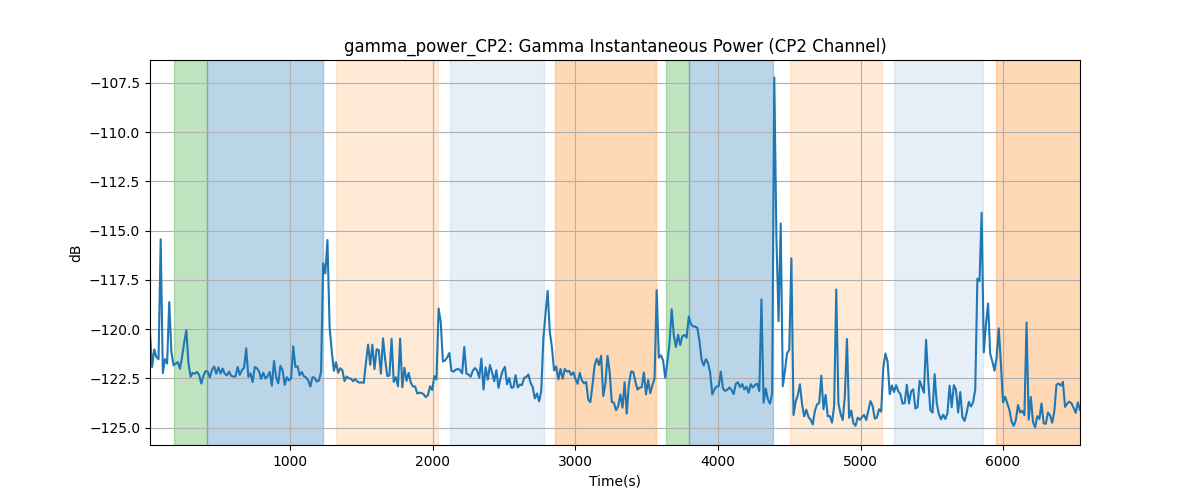 gamma_power_CP2: Gamma Instantaneous Power (CP2 Channel)
−107.5
−110.0
−112.5
−115.0
−117.5
−120.0
−122.5
−125.0
dB
1000 2000 3000 4000 5000 6000
Time(s)